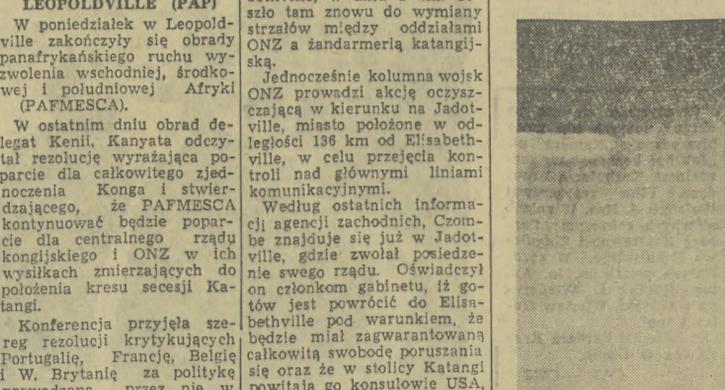 LEOPOLDVILLE (PAP)
W poniedziałek w Leopold-
ville zakończyły się obrady
panafrykańskiego ruchu wy-
zwolenia wschodniej, środko-
wej i południowej Afryki
(PAFMESCA).
W ostatnim dniu obrad de-
legat Kenii, Kanyata odczy-
tał rezolucję wyrażająca po-
parcie dla całkowitego zjed-
noczenia Konga i stwier-
dzającego, że PAFMESCA
kontynuować będzie popar-
cie dla centralnego rządu
kongijskiego i ONZ w ich
wysiłkach zmierzających do
położenia kresu secesji Ka-
tangi.
Konferencja przyjęła sze-
reg rezolucji krytykujących
Portugalię, Francję, Belgię
i W. Brytanię za politykę
przez nie w
szło tam znowu do wymiany
strzałów między oddziałami
ONZ a żandarmerią katangij-
ską.
Jednocześnie kolumna wojsk
ONZ prowadzi akcję oczysz-
czającą w kierunku na Jadot-
ville, miasto położone w od-
ległości 136 km od Elisabeth-
ville, w celu przejęcia kon-
troli nad głównymi liniami
komunikacyjnymi.
Według ostatnich informa-
cji agencji zachodnich, Czom-
be znajduje się już w Jadot-
ville, gdzie zwołał posiedze-
nie swego rządu. Oświadczył
on członkom gabinetu, iż go-
tów jest powrócić do Elisa-
bethville pod warunkiem, że
będzie miał zagwarantowaną
całkowitą swobodę poruszania
się oraz że w stolicy Katangi
powitają go konsulowie USA,